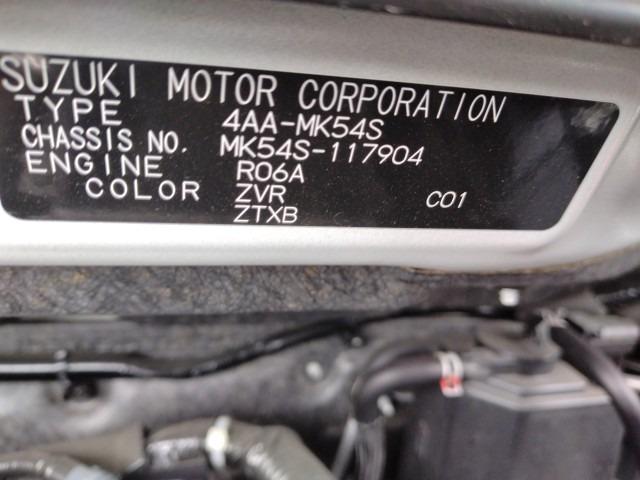 SUZUKI MOTOR CORPORATION
TYPE 4AA-MK54S
CHASSIS NO. MK54S-117904
ENGINE R06A
COLOR ZVR C01
ZTXB